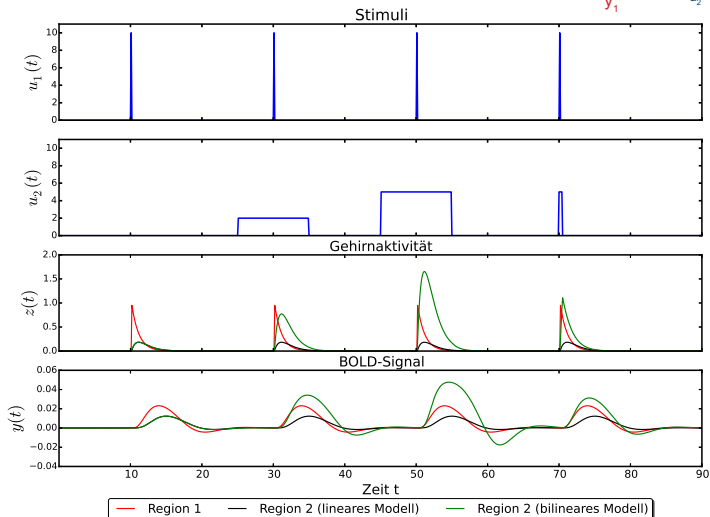 y1
u2
Stimuli
10
8
6
4
2
0
u1(t)
10
8
6
4
2
0
u2(t)
Gehirnaktivität
2.0
1.5
1.0
0.5
0.0
z(t)
BOLD-Signal
0.06
0.04
0.02
0.00
−0.02
−0.04
y(t)
10 20 30 40 50 60 70 80 90
Zeit t
Region 1 Region 2 (lineares Modell) Region 2 (bilineares Modell)